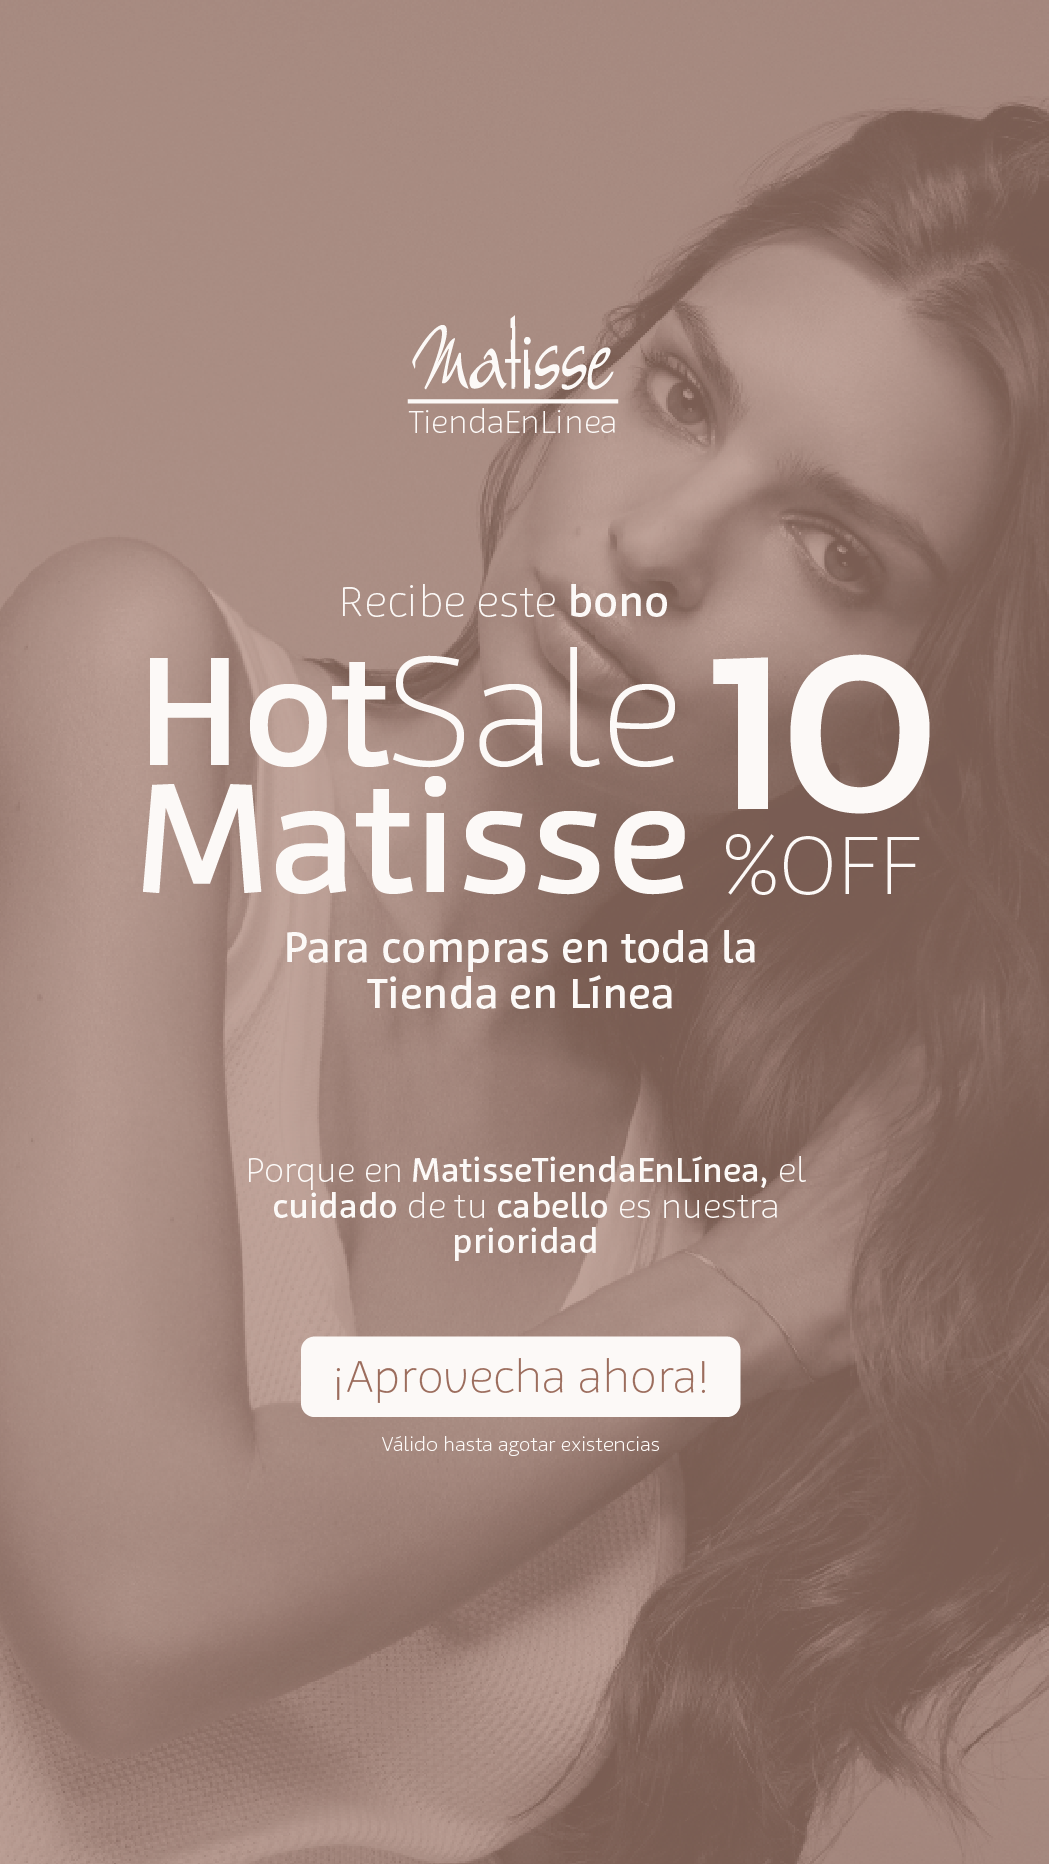 Matisse
TiendaEnLinea
Recibe este bono
HotSale 10
Matisse %OFF
Para compras en toda la
Tienda en Línea
Porque en MatisseTiendaEnLínea, el
cuidado de tu cabello es nuestra
prioridad
¡Aprovecha ahora!
Válido hasta agotar existencias